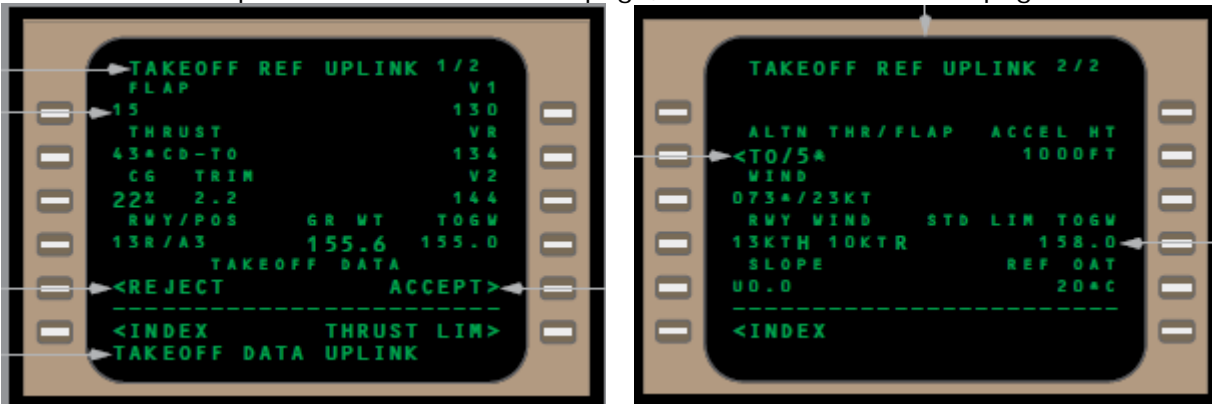 TAKEOFF REF UPLINK 1/2
FLAP V1
15 130
THRUST VR
43°CD-TO 134
CG TRIM V2
22% 2.2 144
RWY/POS GR WT TOGW
13R/A3 155.6 155.0
TAKEOFF DATA
<REJECT ACCEPT>
<INDEX THRUST LIM>
TAKEOFF DATA UPLINK
TAKEOFF REF UPLINK 2/2
ALTN THR/FLAP ACCEL HT
<TO/5° 1000FT
WIND
073°/23KT
RWY WIND STD LIM TOGW
13KTH 10KTR 158.0
SLOPE REF OAT
U0.0 20°C
<INDEX